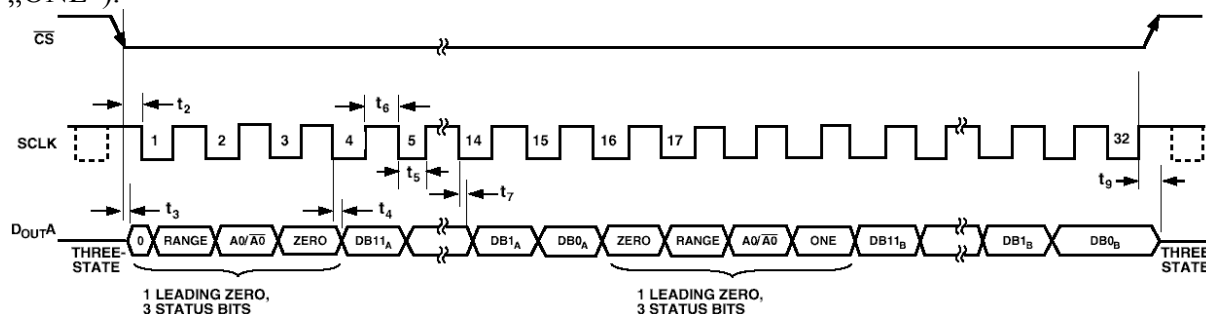 „ONE").
CS
t2
t6
SCLK
1 2 3 4 5 14 15 16 17 32
t5
t7
t9
t3
t4
DOUTA
0 RANGE A0/A0 ZERO DB11A DB1A DB0A ZERO RANGE A0/A0 ONE DB11B DB1B DB0B
THREE-
STATE
THREE
STATE
1 LEADING ZERO,
3 STATUS BITS
1 LEADING ZERO,
3 STATUS BITS